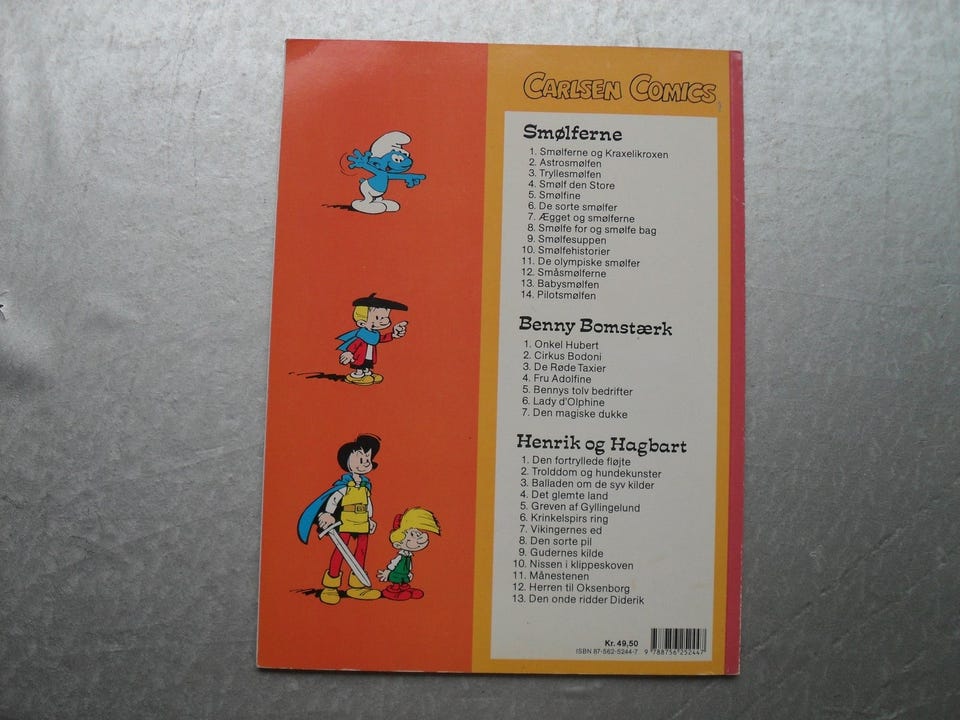 CARLSEN COMICS
Smølferne
1. Smølferne og Kraxelikroxen
2. Astrosmølfen
3. Tryllesmølfen
4. Smølf den Store
5. Smølfine
6. De sorte smølfer
7. Ægget og smølferne
8. Smølfe for og smølfe bag
9. Smølfesuppen
10. Smølfehistorier
11. De olympiske smølfer
12. Småsmølferne
13. Babysmølfen
14. Pilotsmølfen
Benny Bomstærk
1. Onkel Hubert
2. Cirkus Bodoni
3. De Røde Taxier
4. Fru Adolfine
5. Bennys tolv bedrifter
6. Lady d'Olphine
7. Den magiske dukke
Henrik og Hagbart
1. Den fortryllede fløjte
2. Trolddom og hundekunster
3. Balladen om de syv kilder
4. Det glemte land
5. Greven af Gyllingelund
6. Krinkelspirs ring
7. Vikingernes ed
8. Den sorte pil
9. Gudernes kilde
10. Nissen i klippeskoven
11. Månestenen
12. Herren til Oksenborg
13. Den onde ridder Diderik
Kr. 49,50
ISBN 87-562-5244-7
9 788756 252447